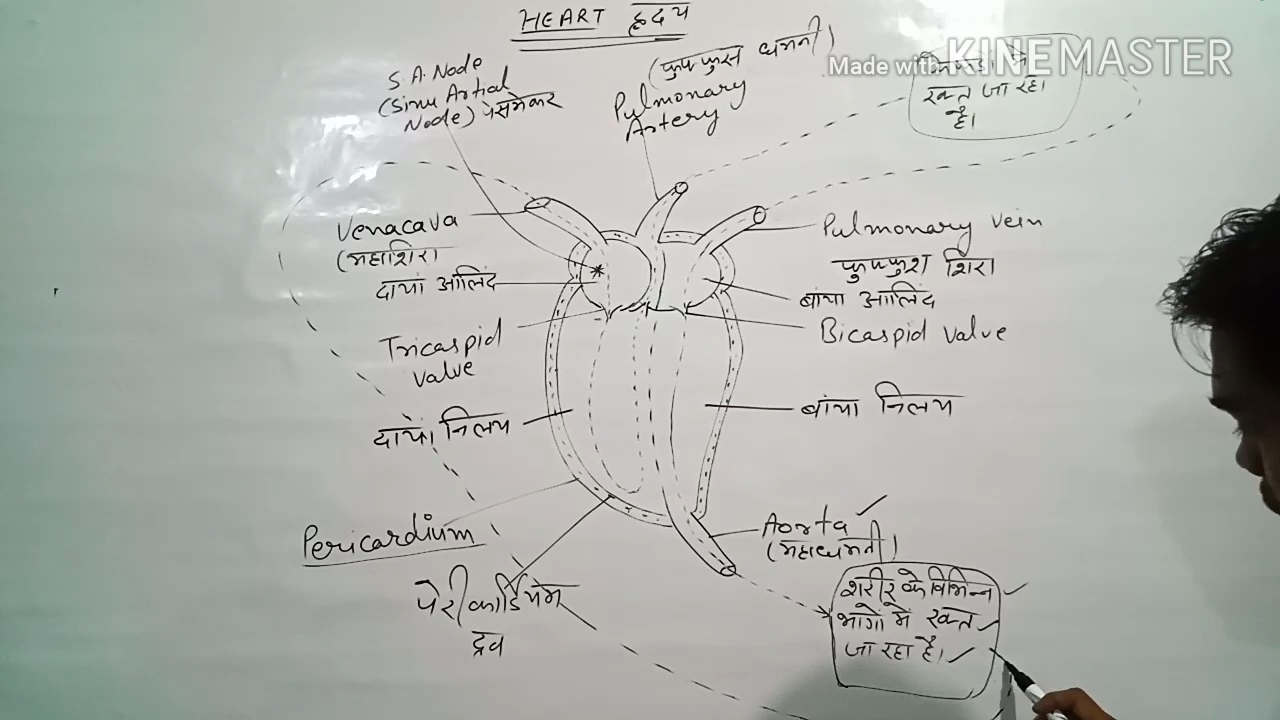 HEART हृदय
S.A. Node
(Sinu Artial
Node) पेसमेकर
(फुफ्फुस धमनी)
Pulmonary
Artery
Made with KINEMASTER
रक्त जा रहा
है।
Venacava
(महाशिरा)
दायां आलिंद
Tricaspid
valve
दायां निलय
Pericardium
पेरीकार्डियम
द्रव
Pulmonary vein
फुफ्फुश शिरा
बांया आलिंद
Bicaspid valve
बांया निलय
Aorta
(महाधमनी)
शरीर के विभिन्न
भागों में रक्त
जा रहा है।